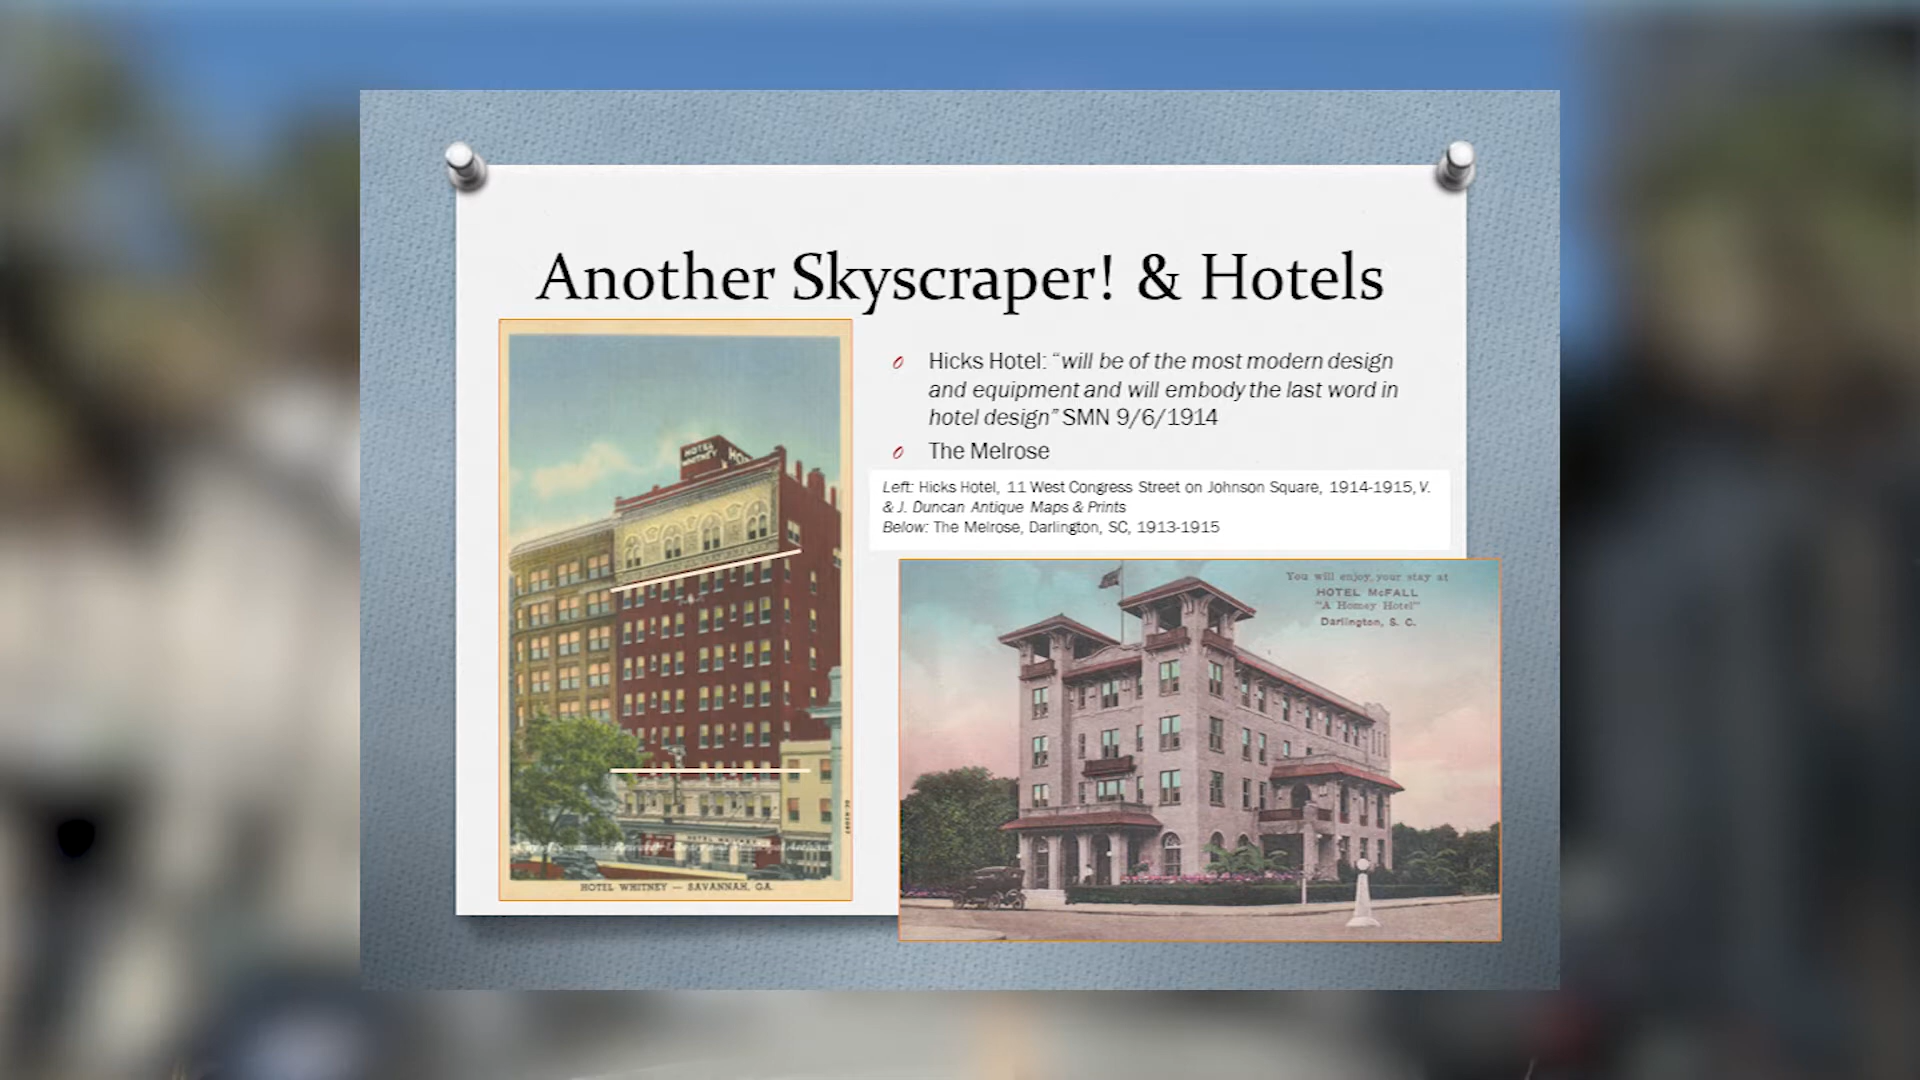 Another Skyscraper! & Hotels
Hicks Hotel: “will be of the most modern design
and equipment and will embody the last word in
hotel design” SMN 9/6/1914
The Melrose
Left: Hicks Hotel, 11 West Congress Street on Johnson Square, 1914-1915, V.
& J. Duncan Antique Maps & Prints
Below: The Melrose, Darlington, SC, 1913-1915
HOTEL
WHITNEY
HOTEL WHITNEY — SAVANNAH, GA.
You will enjoy your stay at
HOTEL McFALL
"A Homey Hotel"
Darlington, S. C.